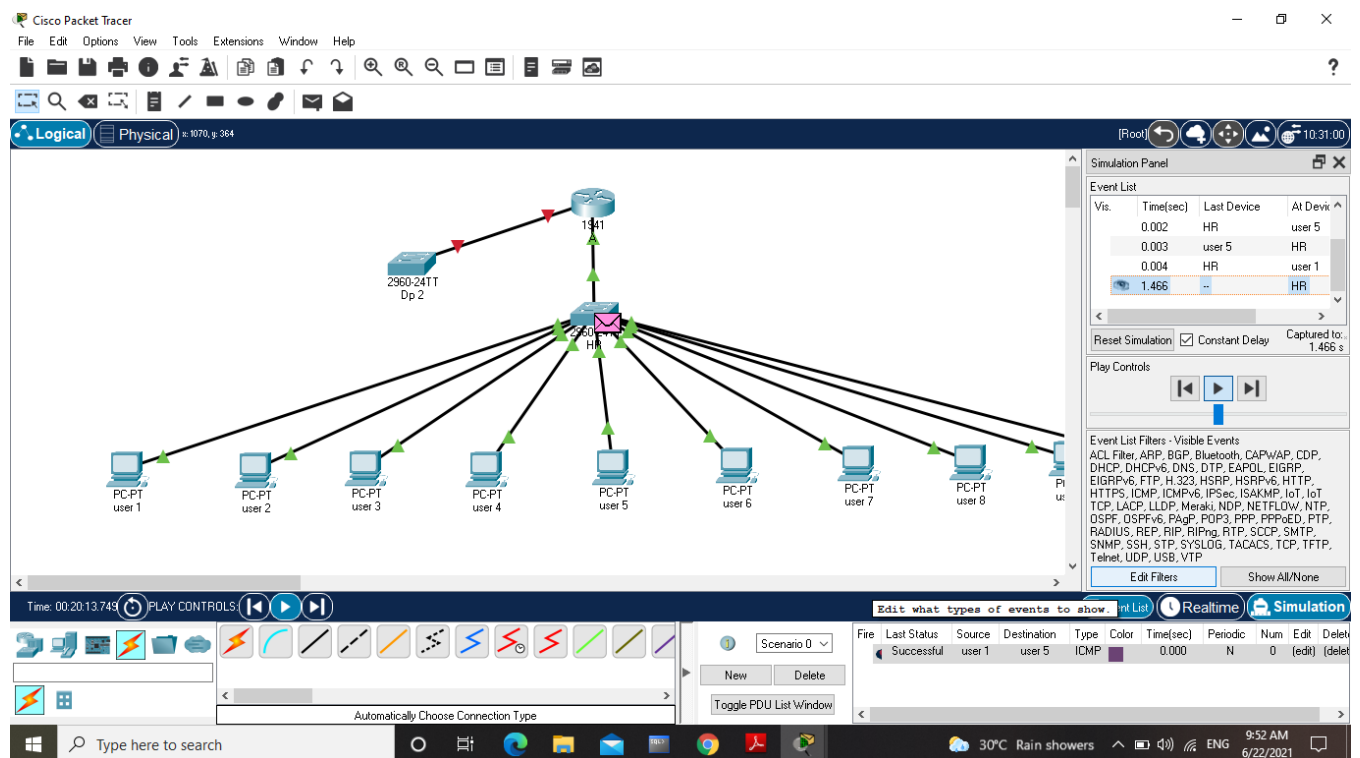 Cisco Packet Tracer
File Edit Options View Tools Extensions Window Help
?
Logical Physical x: 1070, y: 364 [Root] 10:31:00
Simulation Panel
Event List
Vis. Time(sec) Last Device At Devic
0.002 HR user 5
0.003 user 5 HR
0.004 HR user 1
1.466 -- HR
Reset Simulation Constant Delay Captured to:
1.466 s
Play Controls
Event List Filters - Visible Events
ACL Filter, ARP, BGP, Bluetooth, CAPWAP, CDP,
DHCP, DHCPv6, DNS, DTP, EAPOL, EIGRP,
EIGRPv6, FTP, H.323, HSRP, HSRPv6, HTTP,
HTTPS, ICMP, ICMPv6, IPSec, ISAKMP, IoT, IoT
TCP, LACP, LLDP, Meraki, NDP, NETFLOW, NTP,
OSPF, OSPFv6, PAgP, POP3, PPP, PPPoED, PTP,
RADIUS, REP, RIP, RIPng, RTP, SCCP, SMTP,
SNMP, SSH, STP, SYSLOG, TACACS, TCP, TFTP,
Telnet, UDP, USB, VTP
Edit Filters Show All/None
1941
2960-24TT
Dp 2
HR
PC-PT
user 1
PC-PT
user 2
PC-PT
user 3
PC-PT
user 4
PC-PT
user 5
PC-PT
user 6
PC-PT
user 7
PC-PT
user 8
Time: 00:20:13.749 PLAY CONTROLS: Edit what types of events to show. nt List Realtime Simulation
Scenario 0
New Delete
Toggle PDU List Window
Automatically Choose Connection Type
Fire Last Status Source Destination Type Color Time(sec) Periodic Num Edit Delet
Successful user 1 user 5 ICMP 0.000 N 0 (edit) (delet
Type here to search
30°C Rain showers ENG 9:52 AM
6/22/2021